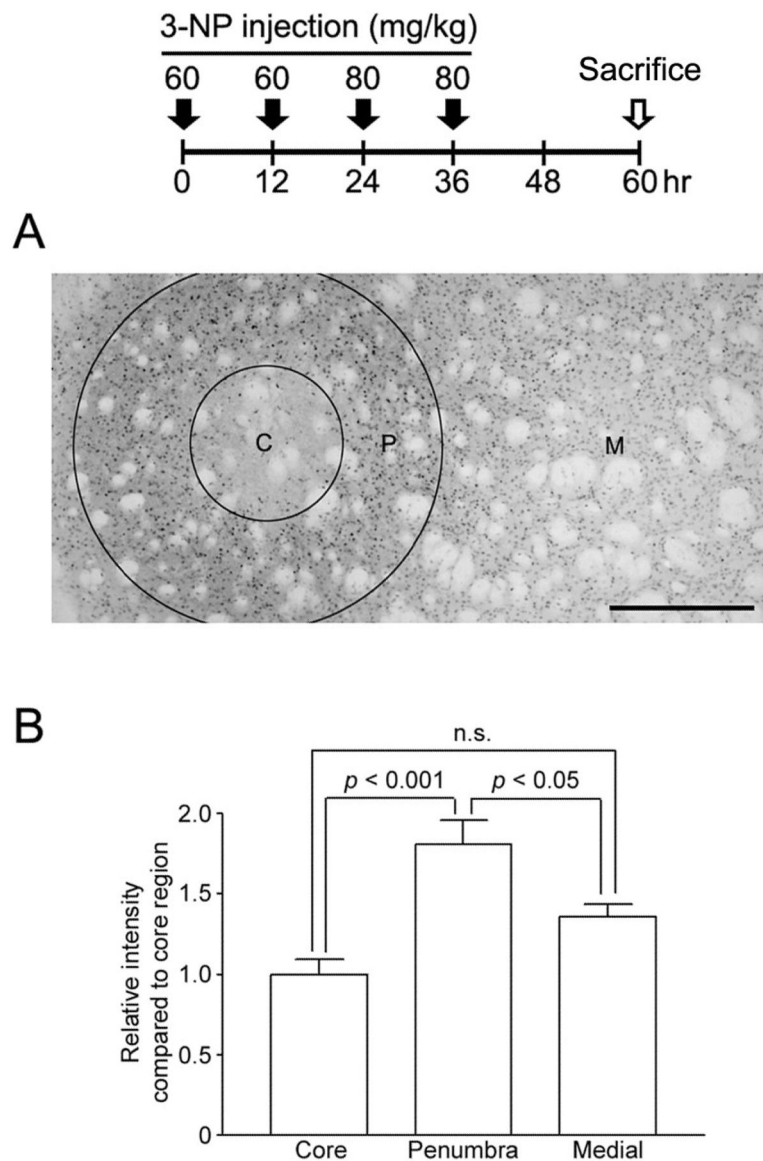 3-NP injection (mg/kg)
60 60 80 80 Sacrifice
0 12 24 36 48 60 hr
A
C P M
B
n.s.
p < 0.001 p < 0.05
Relative intensity
compared to core region
2.0
1.5
1.0
0.5
0
Core Penumbra Medial